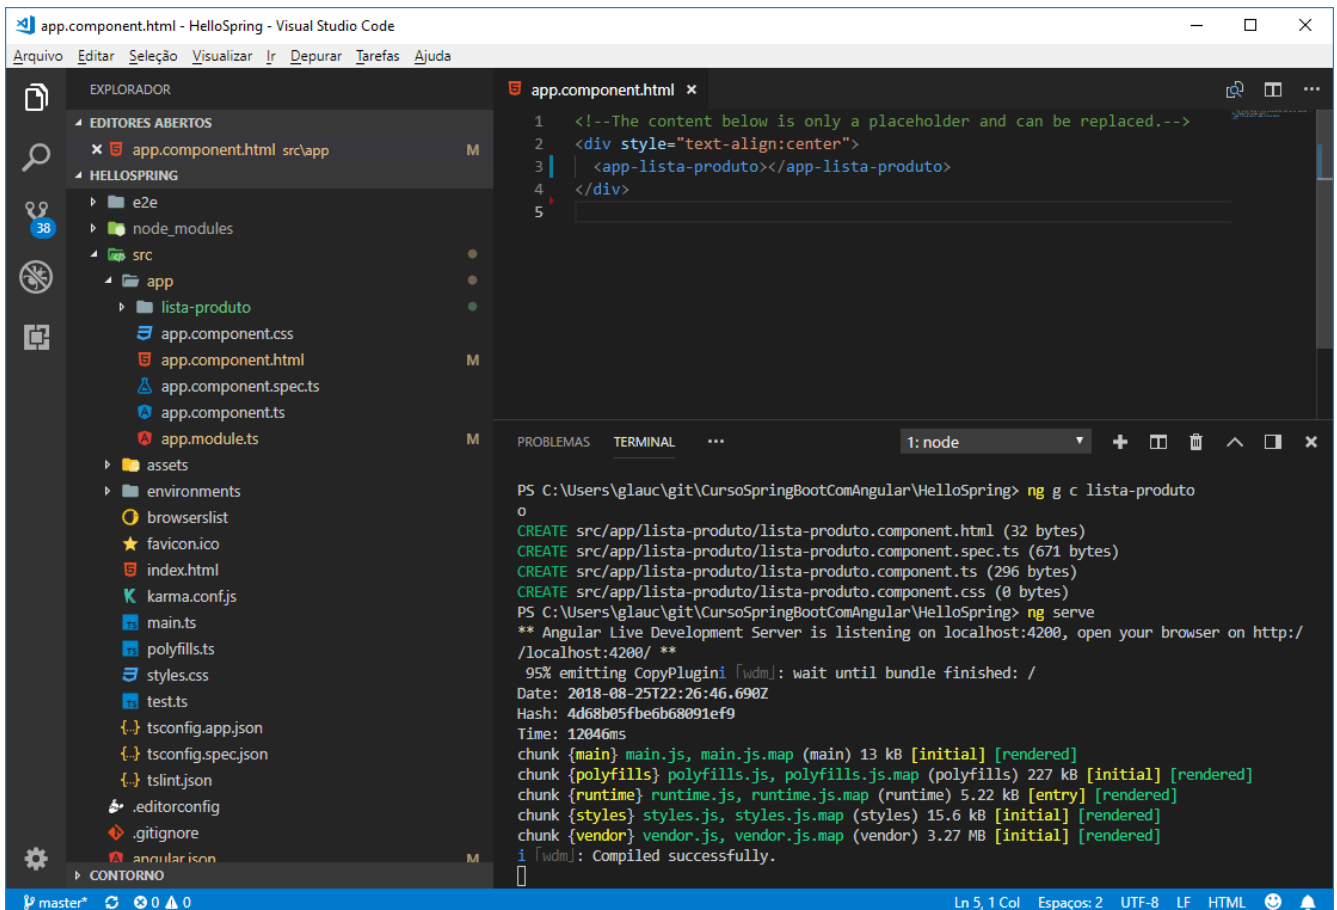 app.component.html - HelloSpring - Visual Studio Code
Arquivo Editar Seleção Visualizar Ir Depurar Tarefas Ajuda
EXPLORADOR
EDITORES ABERTOS
app.component.html src\app M
HELLOSPRING
e2e
node_modules
38
src
app
lista-produto
app.component.css
app.component.html M
app.component.spec.ts
app.component.ts
app.module.ts M
assets
environments
browserslist
favicon.ico
index.html
karma.conf.js
main.ts
polyfills.ts
styles.css
test.ts
tsconfig.app.json
tsconfig.spec.json
tslint.json
.editorconfig
.gitignore
angular.json M
CONTORNO
app.component.html
1 <!--The content below is only a placeholder and can be replaced.-->
2 <div style="text-align:center">
3 <app-lista-produto></app-lista-produto>
4 </div>
5
PROBLEMAS TERMINAL ··· 1: node
PS C:\Users\glauc\git\CursoSpringBootComAngular\HelloSpring> ng g c lista-produto
o
CREATE src/app/lista-produto/lista-produto.component.html (32 bytes)
CREATE src/app/lista-produto/lista-produto.component.spec.ts (671 bytes)
CREATE src/app/lista-produto/lista-produto.component.ts (296 bytes)
CREATE src/app/lista-produto/lista-produto.component.css (0 bytes)
PS C:\Users\glauc\git\CursoSpringBootComAngular\HelloSpring> ng serve
** Angular Live Development Server is listening on localhost:4200, open your browser on http:/
/localhost:4200/ **
95% emitting CopyPlugini ｢wdm｣: wait until bundle finished: /
Date: 2018-08-25T22:26:46.690Z
Hash: 4d68b05fbe6b68091ef9
Time: 12046ms
chunk {main} main.js, main.js.map (main) 13 kB [initial] [rendered]
chunk {polyfills} polyfills.js, polyfills.js.map (polyfills) 227 kB [initial] [rendered]
chunk {runtime} runtime.js, runtime.js.map (runtime) 5.22 kB [entry] [rendered]
chunk {styles} styles.js, styles.js.map (styles) 15.6 kB [initial] [rendered]
chunk {vendor} vendor.js, vendor.js.map (vendor) 3.27 MB [initial] [rendered]
i ｢wdm｣: Compiled successfully.
master* 0 0 Ln 5, 1 Col Espaços: 2 UTF-8 LF HTML